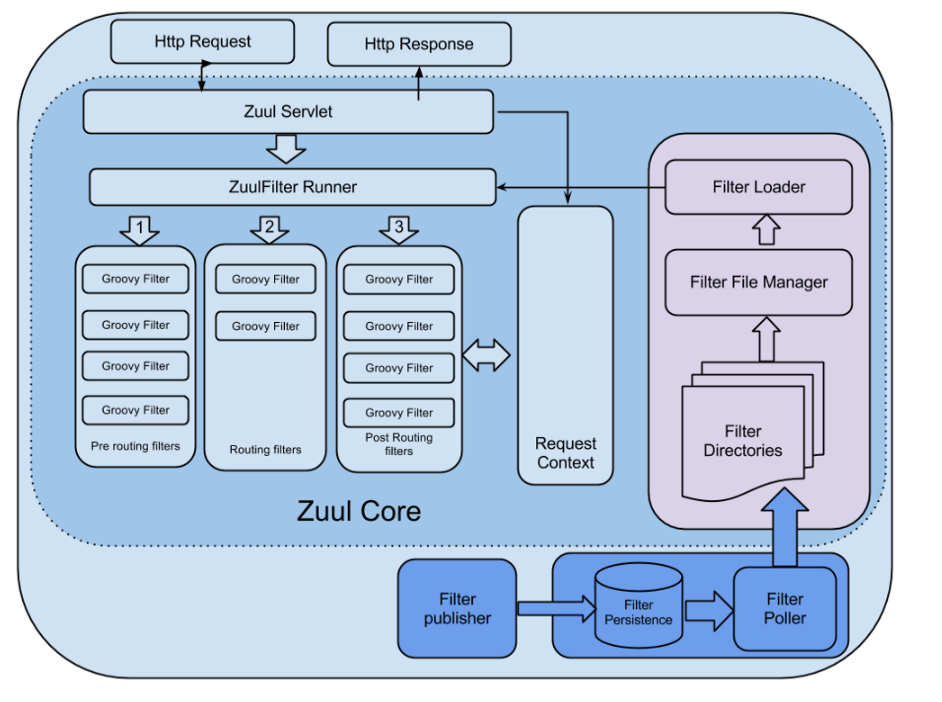 Http Request
Http Response
Zuul Servlet
ZuulFilter Runner
Filter Loader
1
2
3
Groovy Filter
Groovy Filter
Groovy Filter
Groovy Filter
Pre routing filters
Groovy Filter
Groovy Filter
Routing filters
Groovy Filter
Groovy Filter
Groovy Filter
Groovy Filter
Post Routing
filters
Request
Context
Filter File Manager
Filter
Directories
Zuul Core
Filter
publisher
Filter
Persistence
Filter
Poller